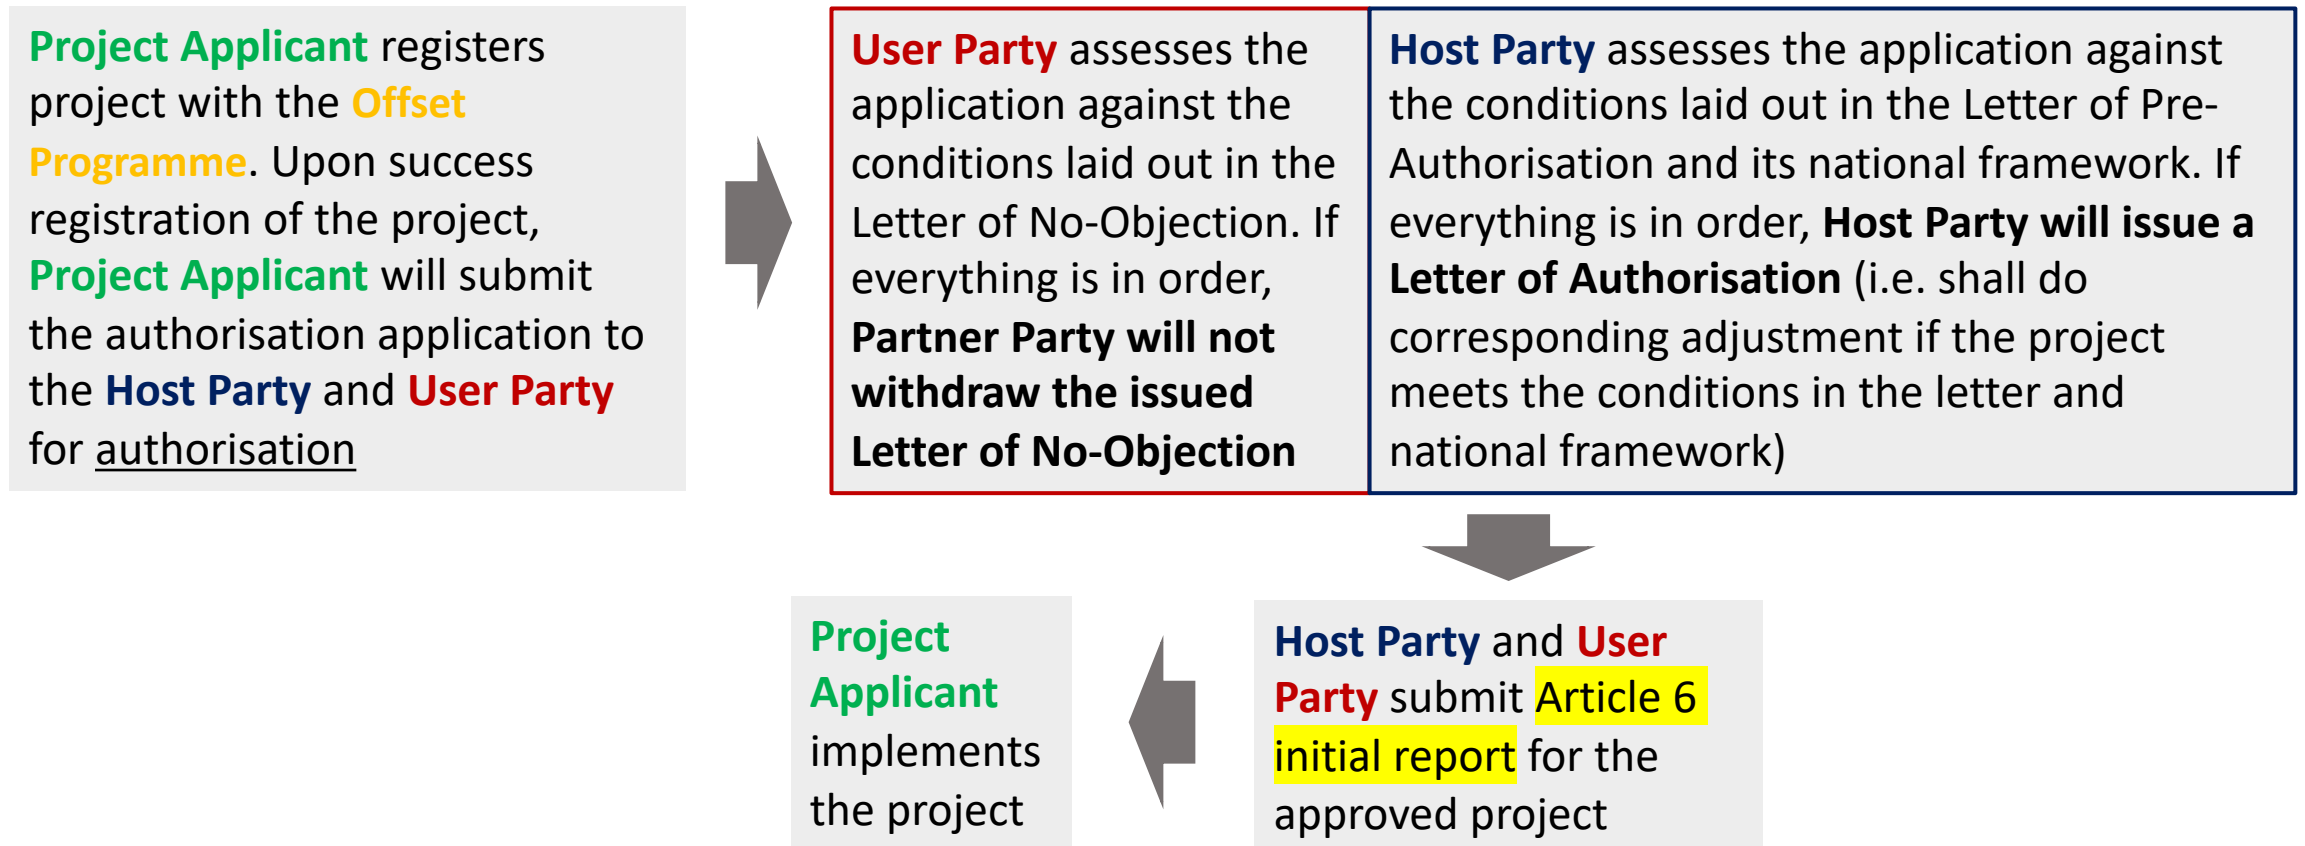 Project Applicant registers
project with the Offset
Programme. Upon success
registration of the project,
Project Applicant will submit
the authorisation application to
the Host Party and User Party
for authorisation
User Party assesses the
application against the
conditions laid out in the
Letter of No-Objection. If
everything is in order,
Partner Party will not
withdraw the issued
Letter of No-Objection
Host Party assesses the application against
the conditions laid out in the Letter of Pre-
Authorisation and its national framework. If
everything is in order, Host Party will issue a
Letter of Authorisation (i.e. shall do
corresponding adjustment if the project
meets the conditions in the letter and
national framework)
Host Party and User
Party submit Article 6
initial report for the
approved project
Project
Applicant
implements
the project